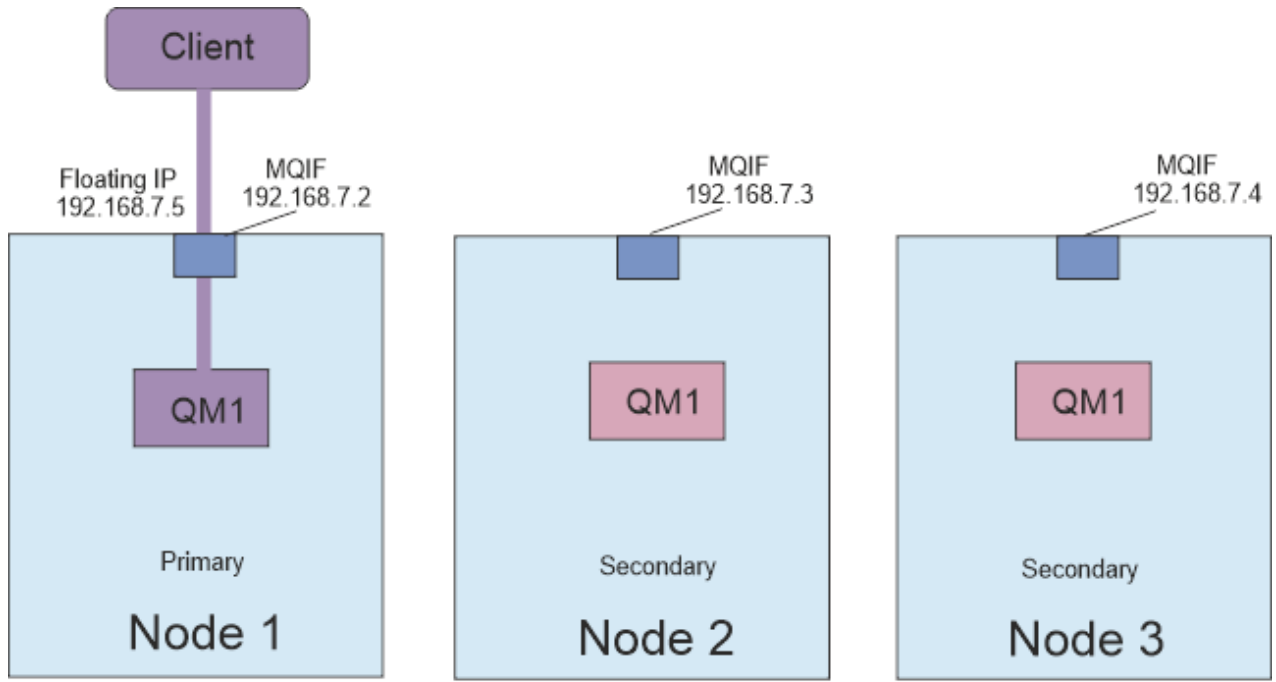 Client
Floating IP
192.168.7.5
MQIF
192.168.7.2
QM1
Primary
Node 1
MQIF
192.168.7.3
QM1
Secondary
Node 2
MQIF
192.168.7.4
QM1
Secondary
Node 3